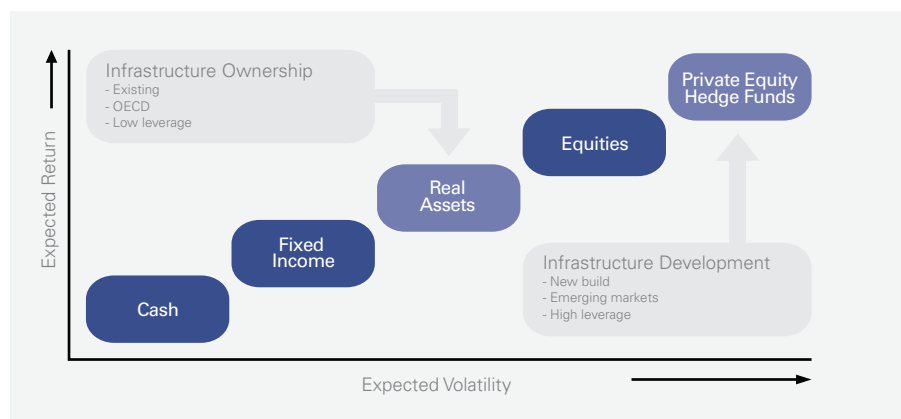 Infrastructure Ownership
- Existing
- OECD
- Low leverage
Private Equity
Hedge Funds
Equities
Real
Assets
Fixed
Income
Cash
Infrastructure Development
- New build
- Emerging markets
- High leverage
Expected Return
Expected Volatility